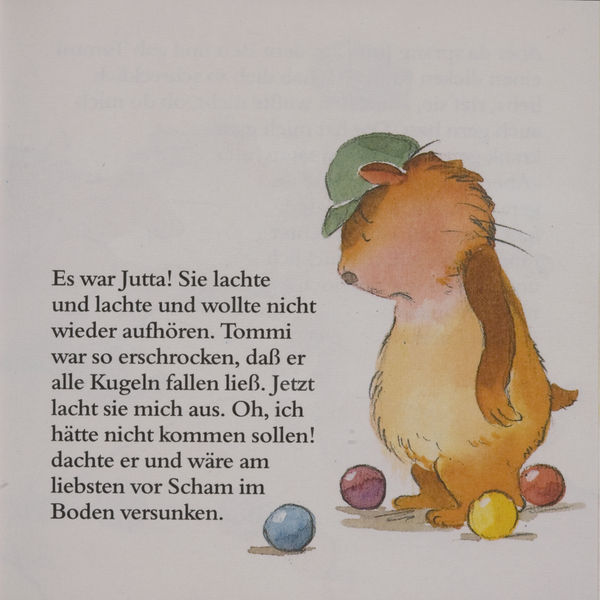 Es war Jutta! Sie lachte
und lachte und wollte nicht
wieder aufhören. Tommi
war so erschrocken, daß er
alle Kugeln fallen ließ. Jetzt
lacht sie mich aus. Oh, ich
hätte nicht kommen sollen!
dachte er und wäre am
liebsten vor Scham im
Boden versunken.